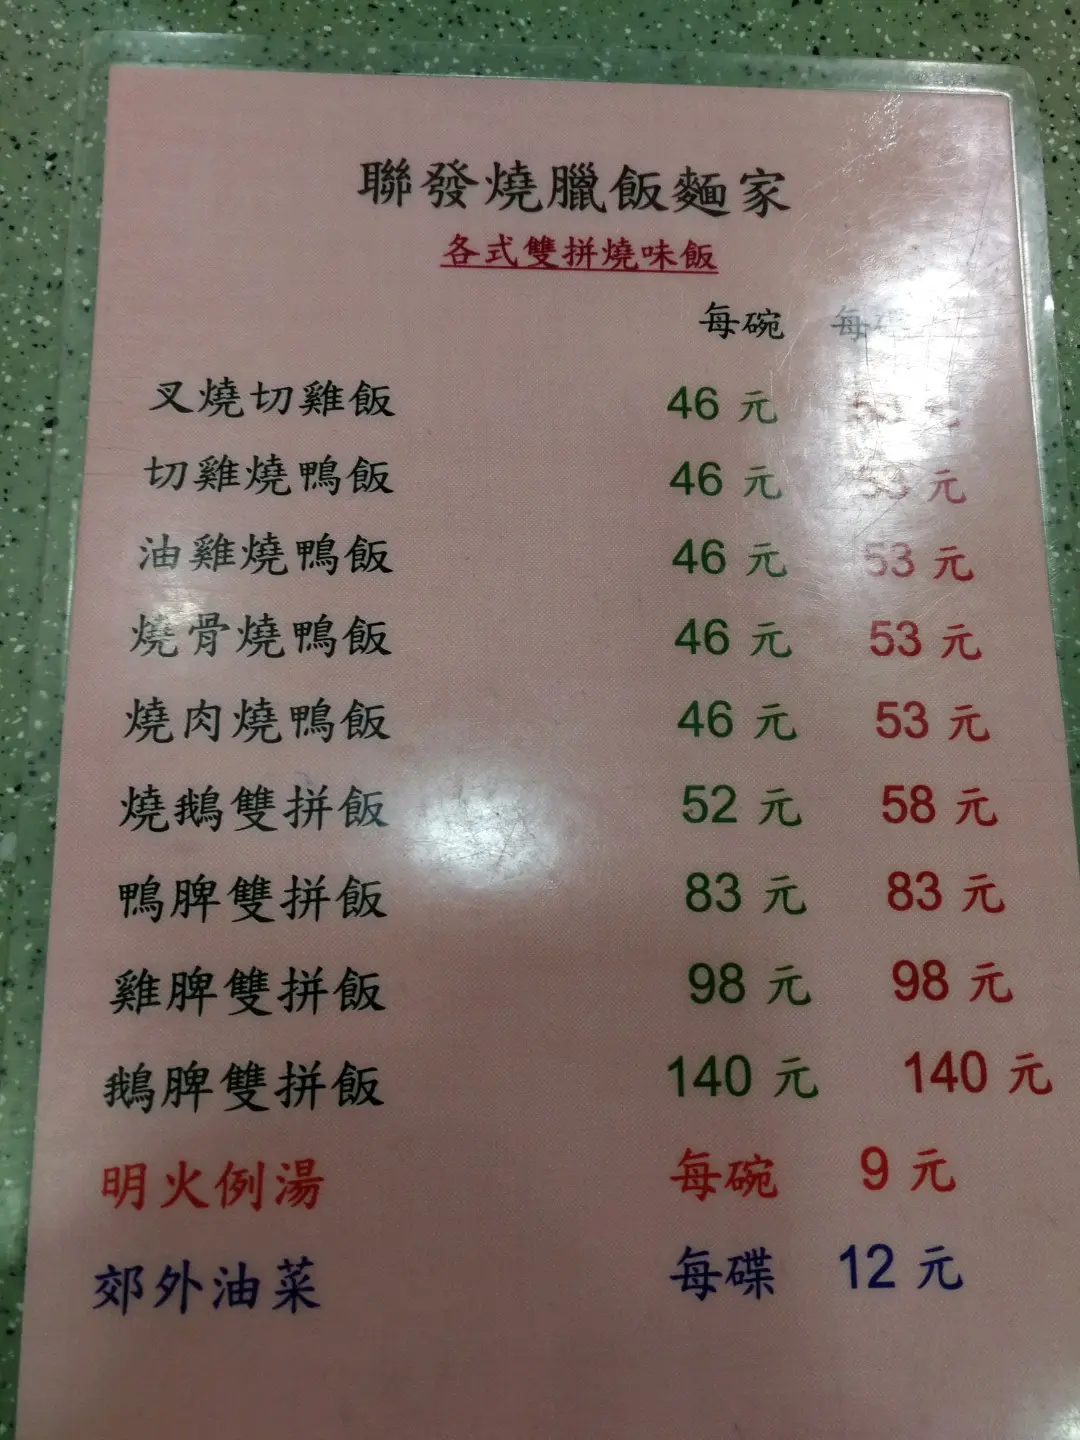 聯發燒臘飯麵家
各式雙拼燒味飯
每碗 每
叉燒切雞飯 46 元 元
切雞燒鴨飯 46 元 元
油雞燒鴨飯 46 元 53 元
燒骨燒鴨飯 46 元 53 元
燒肉燒鴨飯 46 元 53 元
燒鵝雙拼飯 52 元 58 元
鴨脾雙拼飯 83 元 83 元
雞脾雙拼飯 98 元 98 元
鵝脾雙拼飯 140 元 140 元
明火例湯 每碗 9 元
郊外油菜 每碟 12 元